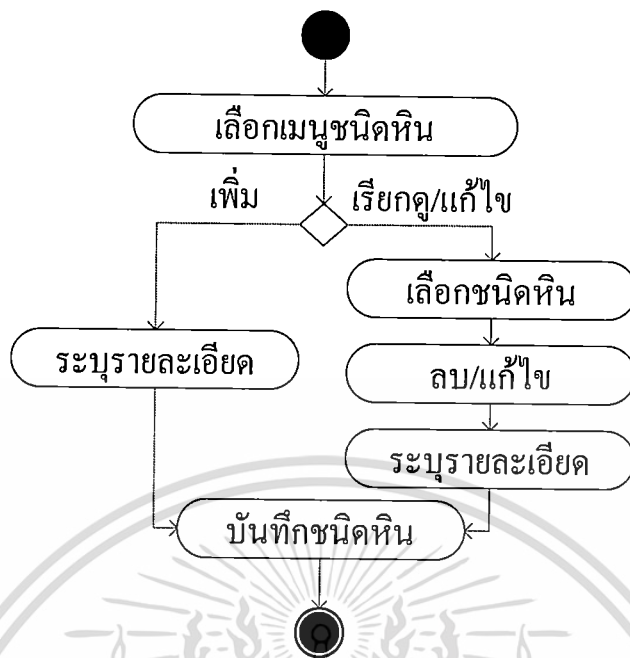 เลือกเมนูชนิดหิน
เพิ่ม
เรียกดู/แก้ไข
เลือกชนิดหิน
ระบุรายละเอียด
ลบ/แก้ไข
ระบุรายละเอียด
บันทึกชนิดหิน